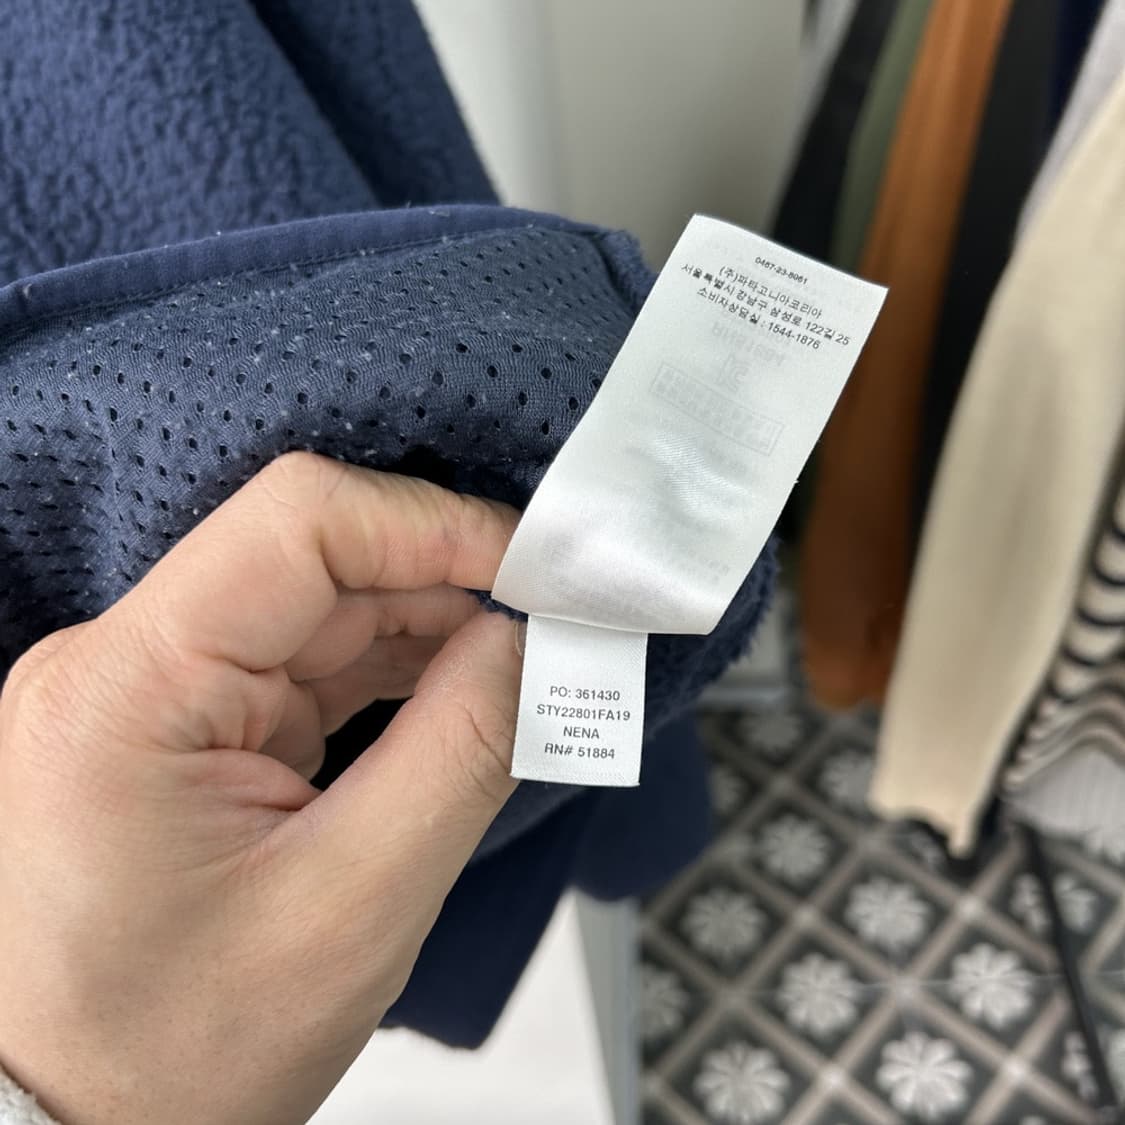 0467-23-8061
(주)파타고니아코리아
서울특별시 강남구 삼성로 122길 25
소비자상담실 : 1544-1876
PO: 361430
STY22801FA19
NENA
RN# 51884